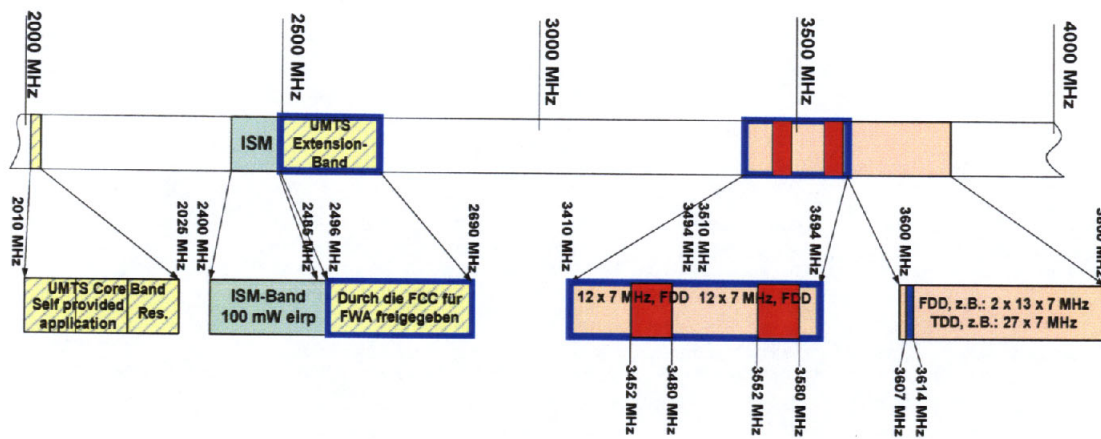 2000 MHz
2500 MHz
3000 MHz
3500 MHz
4000 MHz
ISM
UMTS
Extension-
Band
2010 MHz
2025 MHz
2400 MHz
2485 MHz
2496 MHz
2690 MHz
3410 MHz
3494 MHz
3510 MHz
3594 MHz
3600 MHz
UMTS Core Band
Self provided
application
Res.
ISM-Band
100 mW eirp
Durch die FCC für
FWA freigegeben
12 x 7 MHz, FDD
12 x 7 MHz, FDD
FDD, z.B.: 2 x 13 x 7 MHz
TDD, z.B.: 27 x 7 MHz
3452 MHz
3480 MHz
3552 MHz
3580 MHz
3607 MHz
3614 MHz